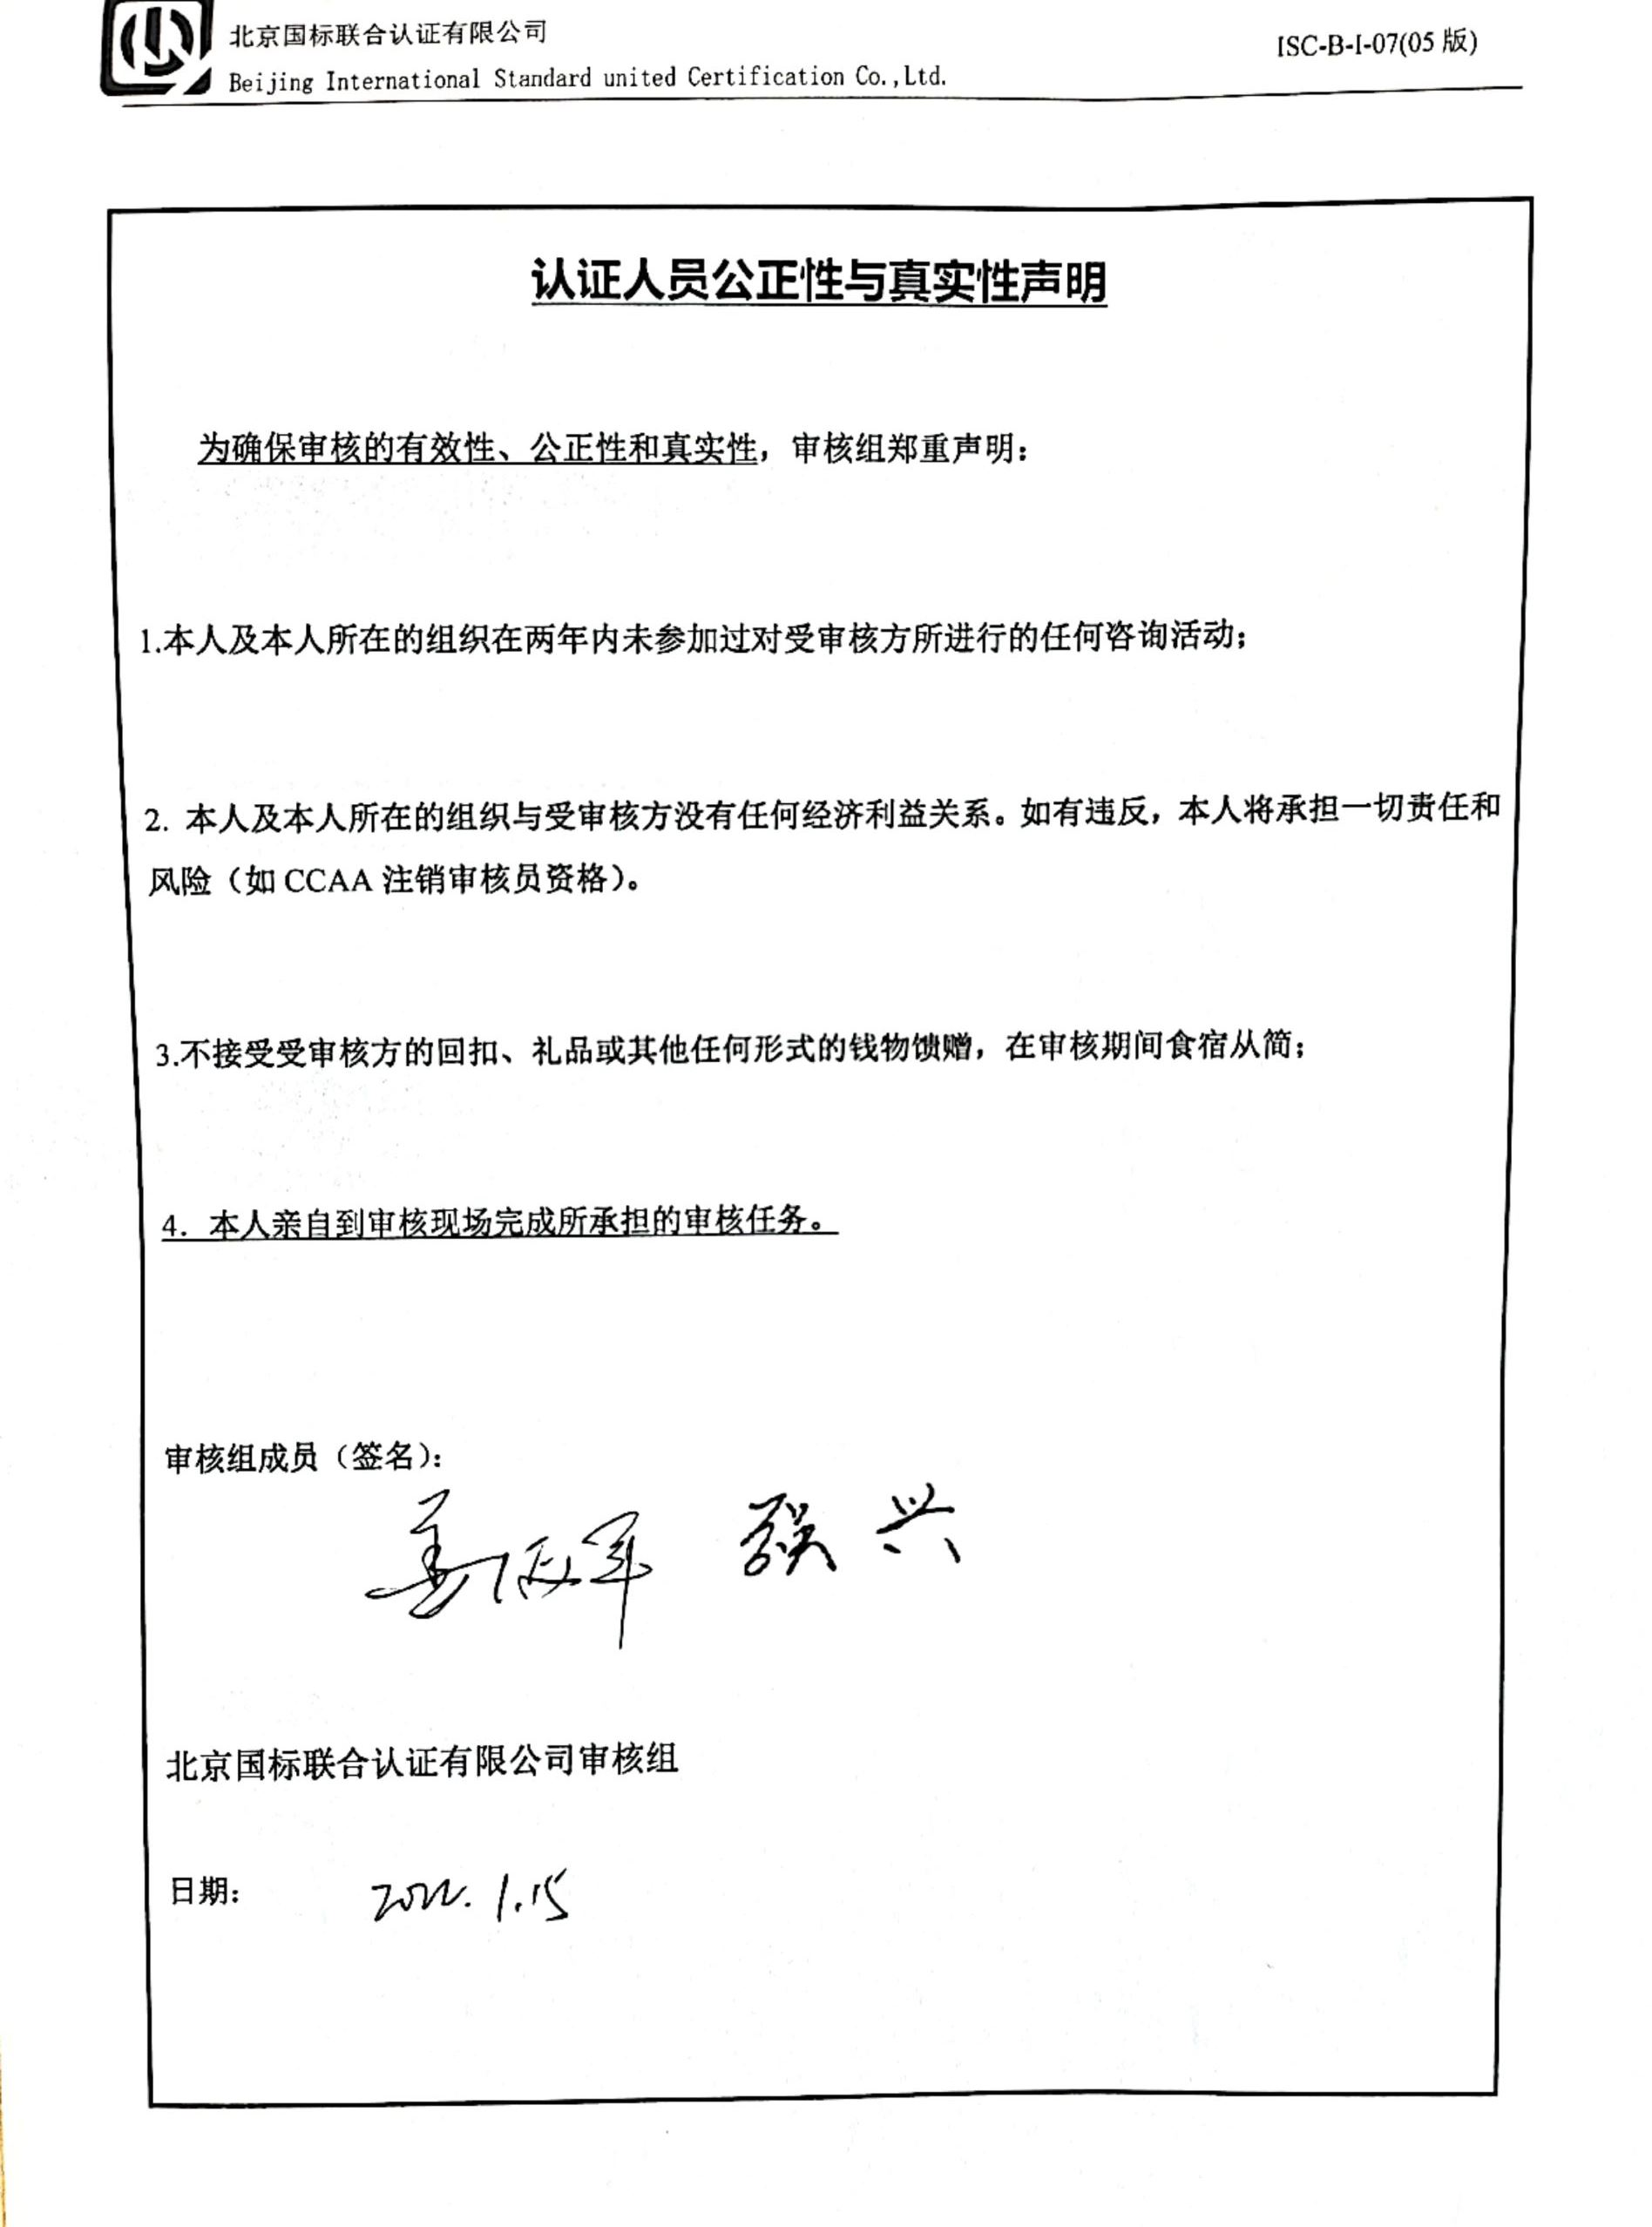 北京国标联合认证有限公司
ISC-B-I-07(05 版)
Beijing International Standard united Certification Co.,Ltd.
认证人员公正性与真实性声明
为确保审核的有效性、公正性和真实性，审核组郑重声明：
1.本人及本人所在的组织在两年内未参加过对受审核方所进行的任何咨询活动；
2. 本人及本人所在的组织与受审核方没有任何经济利益关系。如有违反，本人将承担一切责任和
风险（如 CCAA 注销审核员资格）。
3.不接受受审核方的回扣、礼品或其他任何形式的钱物馈赠，在审核期间食宿从简；
4. 本人亲自到审核现场完成所承担的审核任务。
审核组成员（签名）：
北京国标联合认证有限公司审核组
日期： 2022.1.15